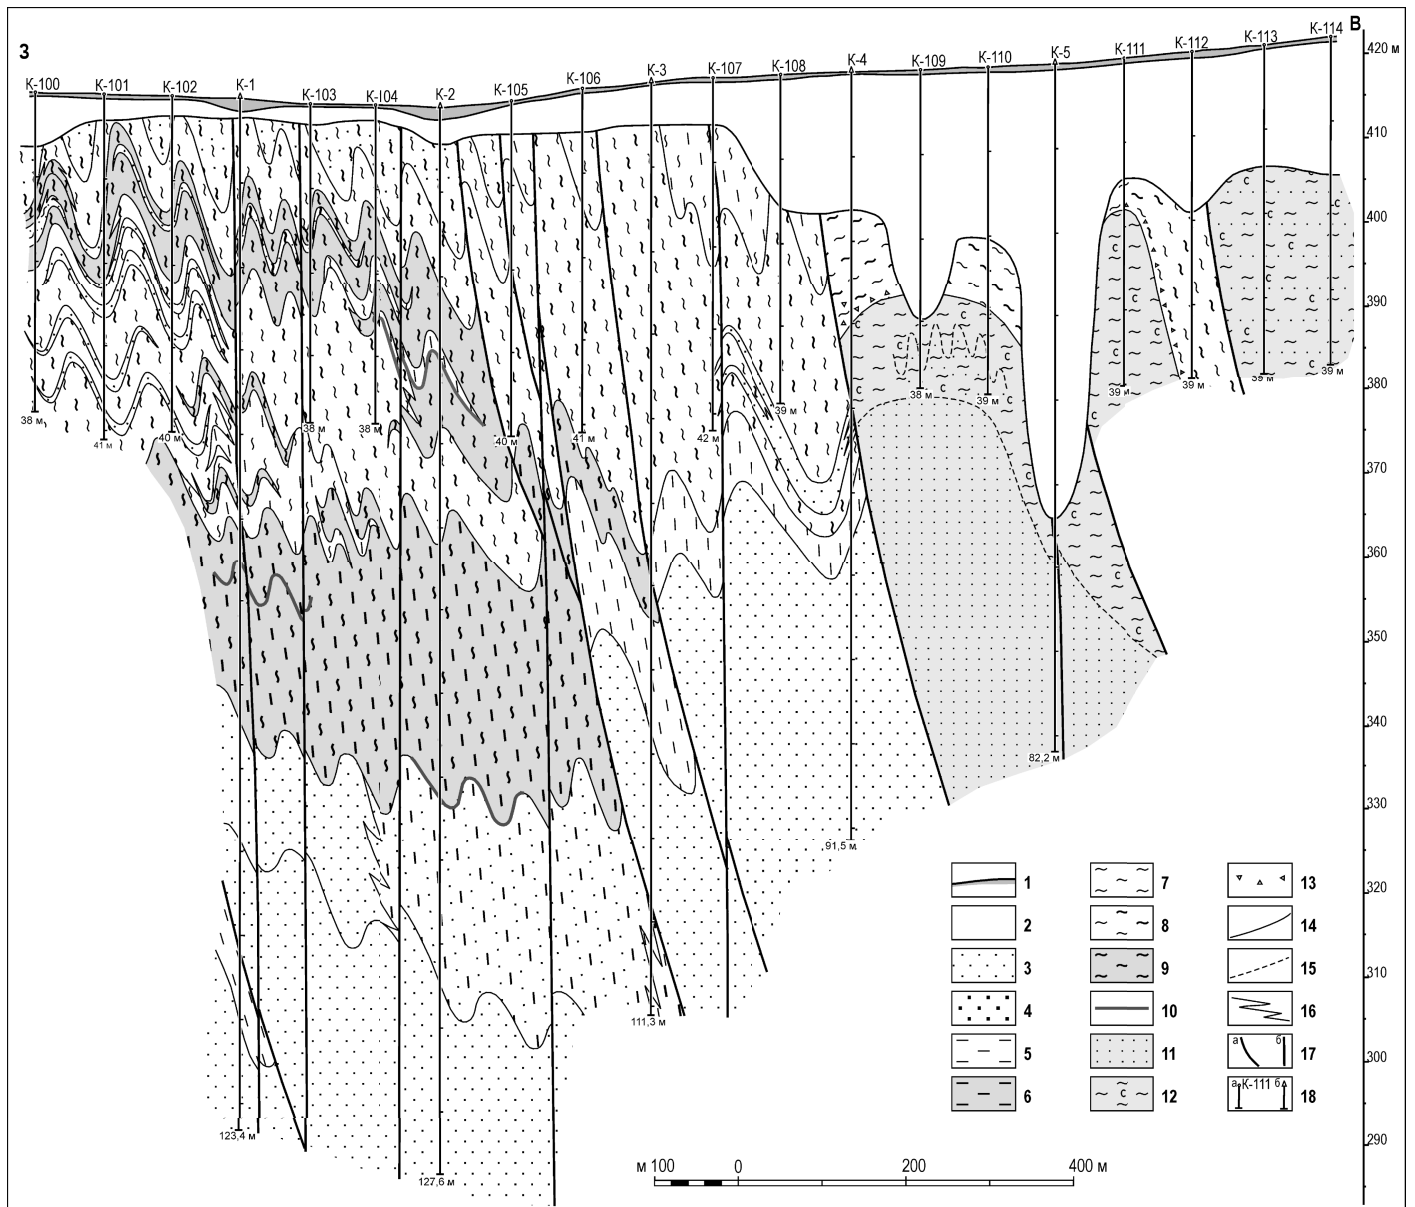 З
В
К-100
К-101
К-102
К-1
К-103
К-I04
К-2
К-105
К-106
К-3
К-107
К-108
К-4
К-109
К-110
К-5
К-111
К-112
К-113
К-114
420 м
410
400
390
380
370
360
350
340
330
320
310
300
290
38 м
41 м
40 м
38 м
38 м
40 м
41 м
42 м
39 м
38 м
39 м
39 м
39 м
39 м
39 м
82,2 м
91,5 м
111,3 м
123,4 м
127,6 м
с с с с с с с с с с с с с с с с с с с с с
1
2
3
4
5
6
7
8
9
10
11
с 12
13
14
15
16
а б 17
а К-111 б 18
м 100 0 200 400 м